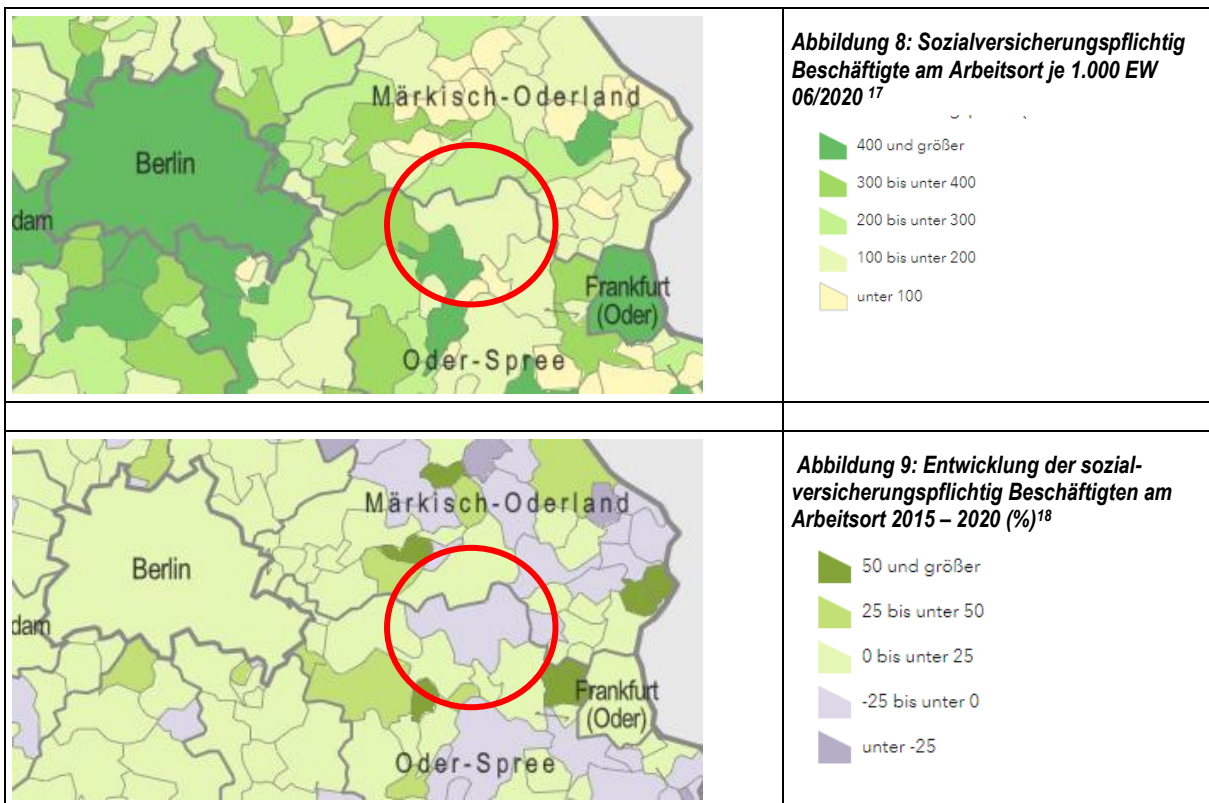 Märkisch-Oderland
Berlin
dam
Frankfurt
(Oder)
Oder-Spree
Abbildung 8: Sozialversicherungspflichtig
Beschäftigte am Arbeitsort je 1.000 EW
06/2020 17
400 und größer
300 bis unter 400
200 bis unter 300
100 bis unter 200
unter 100
Märkisch-Oderland
Berlin
dam
Frankfurt
(Oder)
Oder-Spree
Abbildung 9: Entwicklung der sozial-
versicherungspflichtig Beschäftigten am
Arbeitsort 2015 – 2020 (%)18
50 und größer
25 bis unter 50
0 bis unter 25
-25 bis unter 0
unter -25